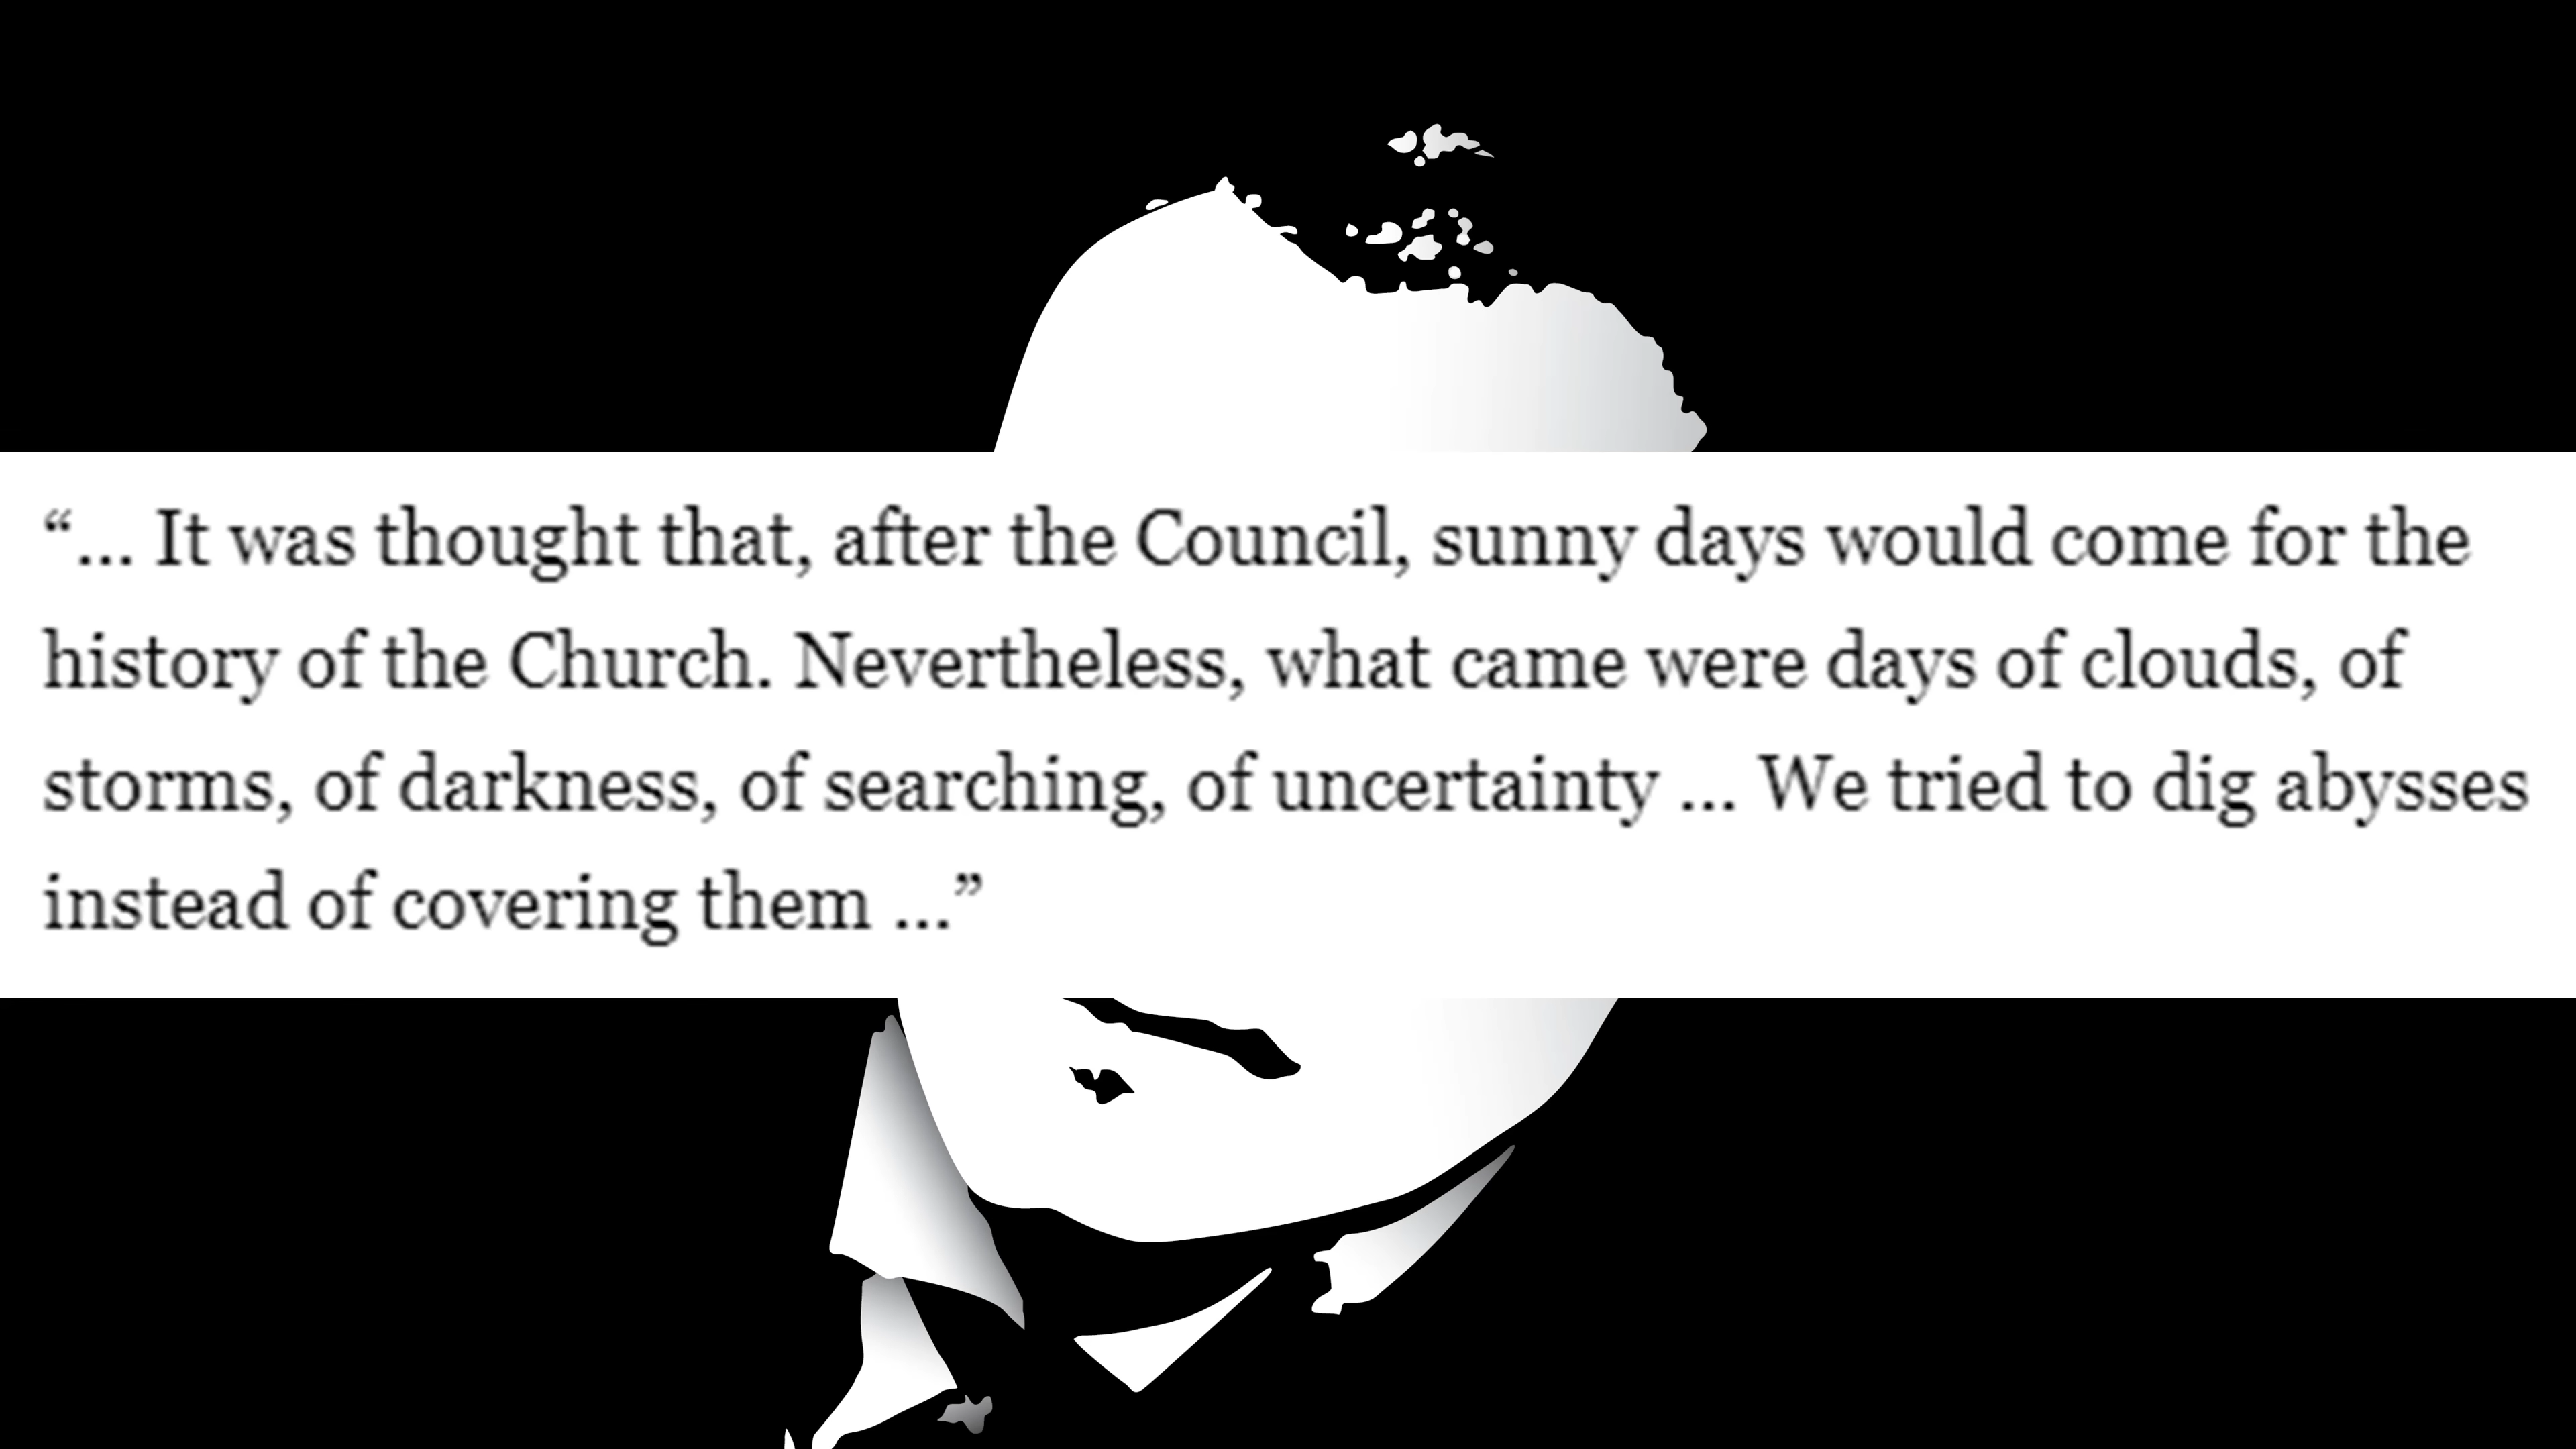 “... It was thought that, after the Council, sunny days would come for the
history of the Church. Nevertheless, what came were days of clouds, of
storms, of darkness, of searching, of uncertainty ... We tried to dig abysses
instead of covering them ...”